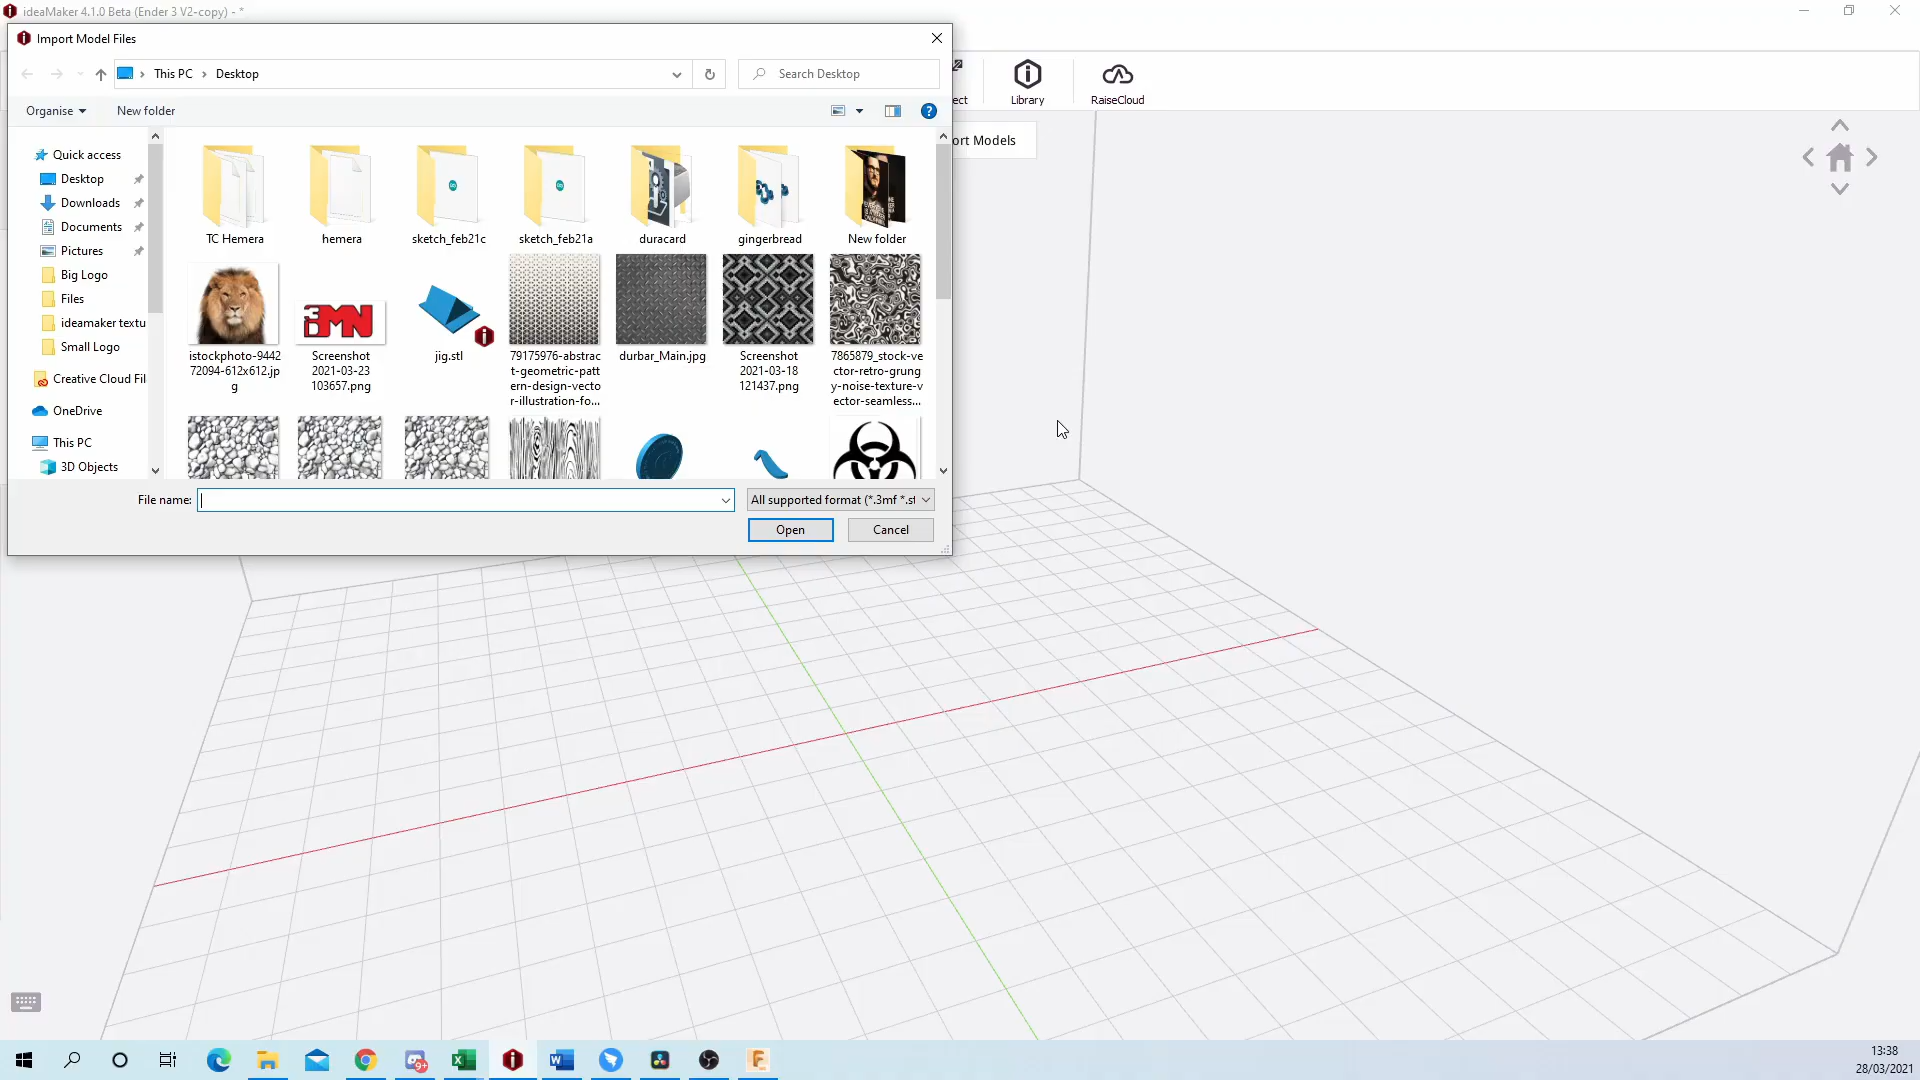 ideaMaker 4.1.0 Beta (Ender 3 V2-copy) - *
Import Model Files
This PC
Desktop
Search Desktop
Organise
New folder
ect
Library
RaiseCloud
ort Models
Quick access
Desktop
Downloads
Documents
Pictures
Big Logo
Files
ideamaker textu
Small Logo
Creative Cloud Fil
OneDrive
This PC
3D Objects
TC Hemera
hemera
sketch_feb21c
sketch_feb21a
duracard
gingerbread
New folder
istockphoto-9442
72094-612x612.jp
g
Screenshot
2021-03-23
103657.png
jig.stl
79175976-abstrac
t-geometric-patt
ern-design-vecto
r-illustration-fo...
durbar_Main.jpg
Screenshot
2021-03-18
121437.png
7865879_stock-ve
ctor-retro-grung
y-noise-texture-v
ector-seamless...
File name:
All supported format (*.3mf *.st
Open
Cancel
13:38
28/03/2021